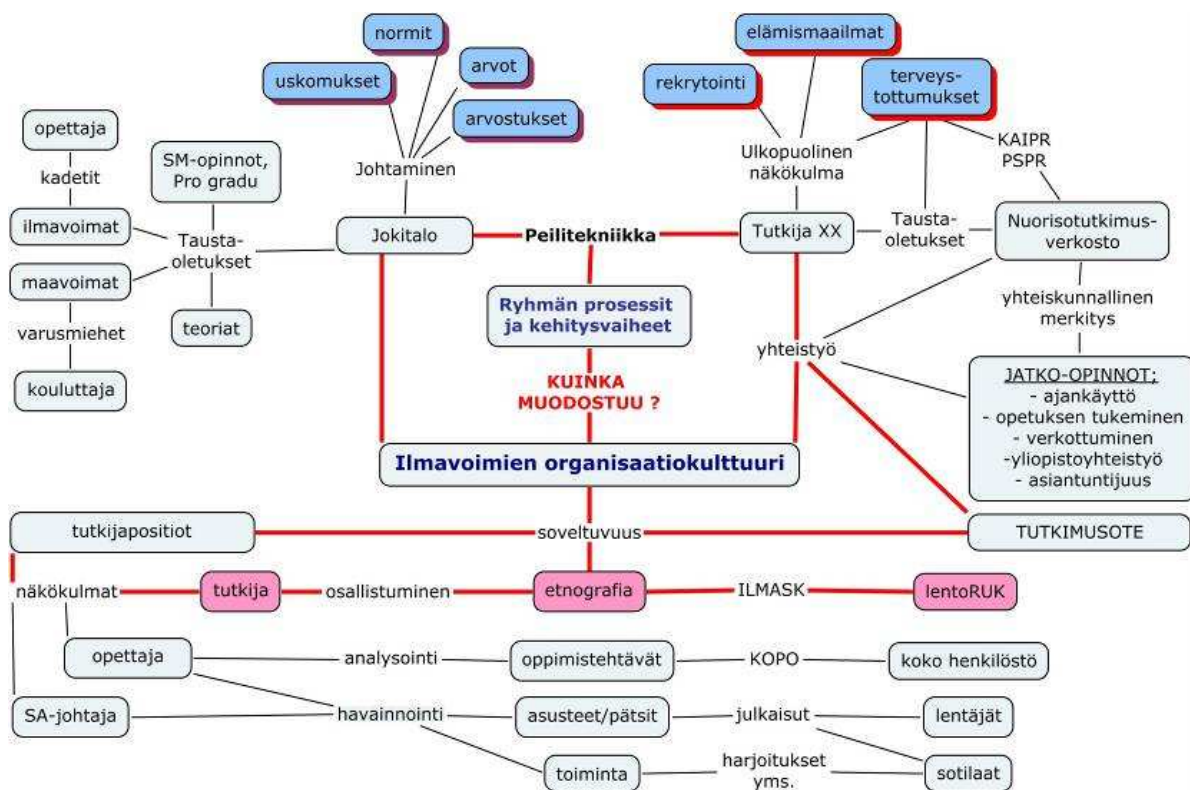 normit
elämismaailmat
uskomukset
arvot
rekrytointi
terveys-
tottumukset
opettaja
arvostukset
kadetit
SM-opinnot,
Pro gradu
Johtaminen
Ulkopuolinen
näkökulma
KAIPR
PSPR
ilmavoimat
Tausta-
oletukset
Jokitalo
Peilitekniikka
Tutkija XX
Tausta-
oletukset
Nuorisotutkimus-
verkosto
maavoimat
varusmiehet
teoriat
Ryhmän prosessit
ja kehitysvaiheet
yhteiskunnallinen
merkitys
yhteistyö
kouluttaja
KUINKA
MUODOSTUU ?
JATKO-OPINNOT:
- ajankäyttö
- opetuksen tukeminen
- verkottuminen
-yliopistoyhteistyö
- asiantuntijuus
Ilmavoimien organisaatiokulttuuri
tutkijapositiot
soveltuvuus
TUTKIMUSOTE
näkökulmat
tutkija
osallistuminen
etnografia
ILMASK
lentoRUK
opettaja
analysointi
oppimistehtävät
KOPO
koko henkilöstö
SA-johtaja
havainnointi
asusteet/pätsit
julkaisut
lentäjät
toiminta
harjoitukset
yms.
sotilaat